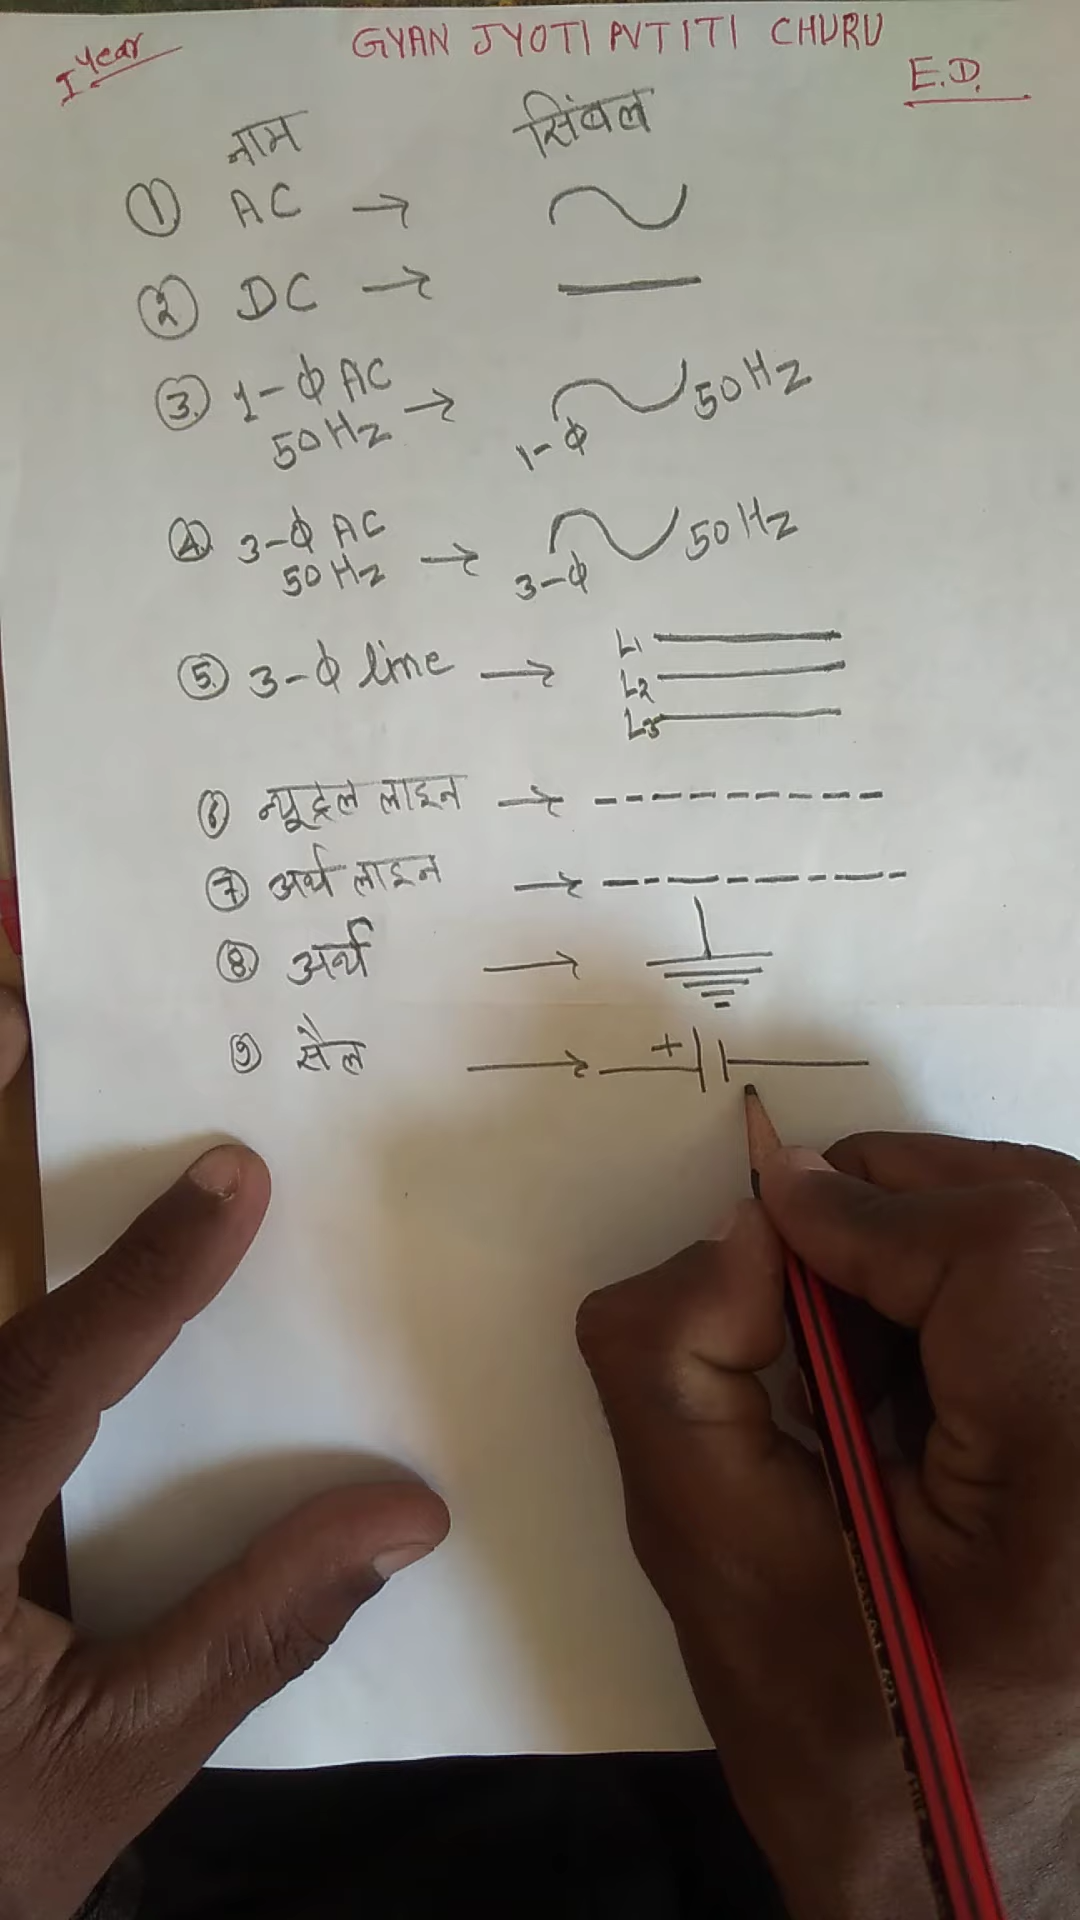 I Year
GYAN JYOTI PVT ITI CHURU
E.D.
नाम सिंबल
1. AC →
2 DC →
3. 1-Φ AC 50 Hz → 1-Φ 50 Hz
4. 3-Φ AC 50 Hz → 3-Φ 50 Hz
5. 3-Φ line → L1
L2
L3
6 न्यूट्रल लाइन →
7. अर्थ लाइन →
8. अर्थ →
9 सैल → +